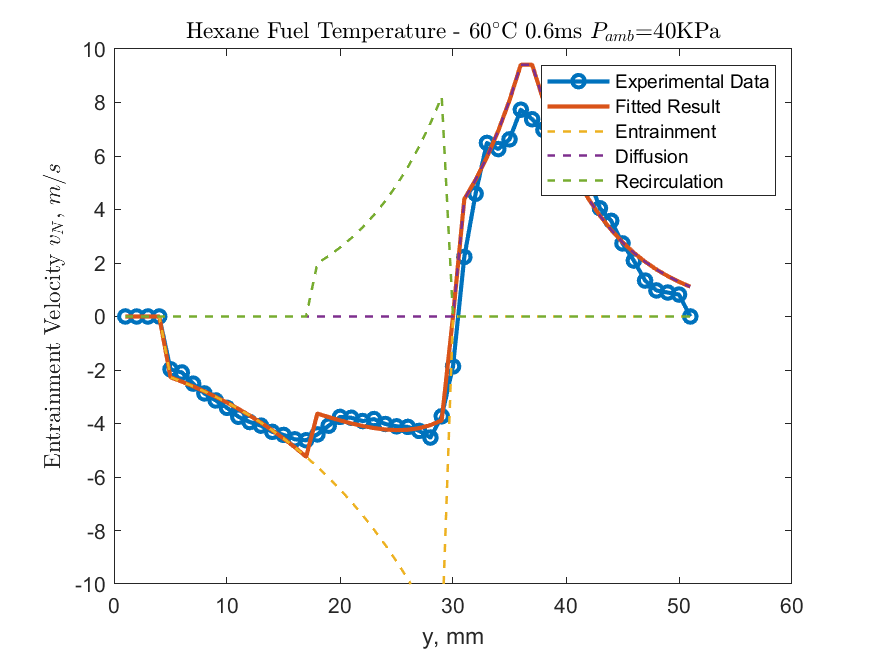 Hexane Fuel Temperature - 60°C 0.6ms P_amb=40KPa
Entrainment Velocity v_N, m/s
10
8
6
4
2
0
-2
-4
-6
-8
-10
Experimental Data
Fitted Result
Entrainment
Diffusion
Recirculation
0 10 20 30 40 50 60
y, mm